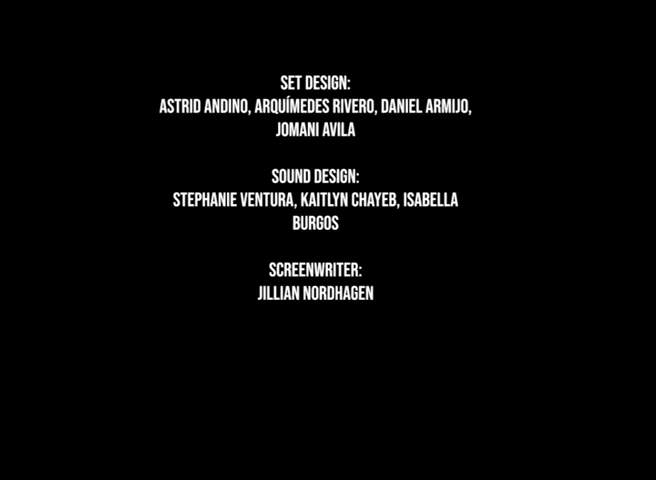 SET DESIGN:
ASTRID ANDINO, ARQUÍMEDES RIVERO, DANIEL ARMIJO,
JOMANI AVILA
SOUND DESIGN:
STEPHANIE VENTURA, KAITLYN CHAYEB, ISABELLA
BURGOS
SCREENWRITER:
JILLIAN NORDHAGEN